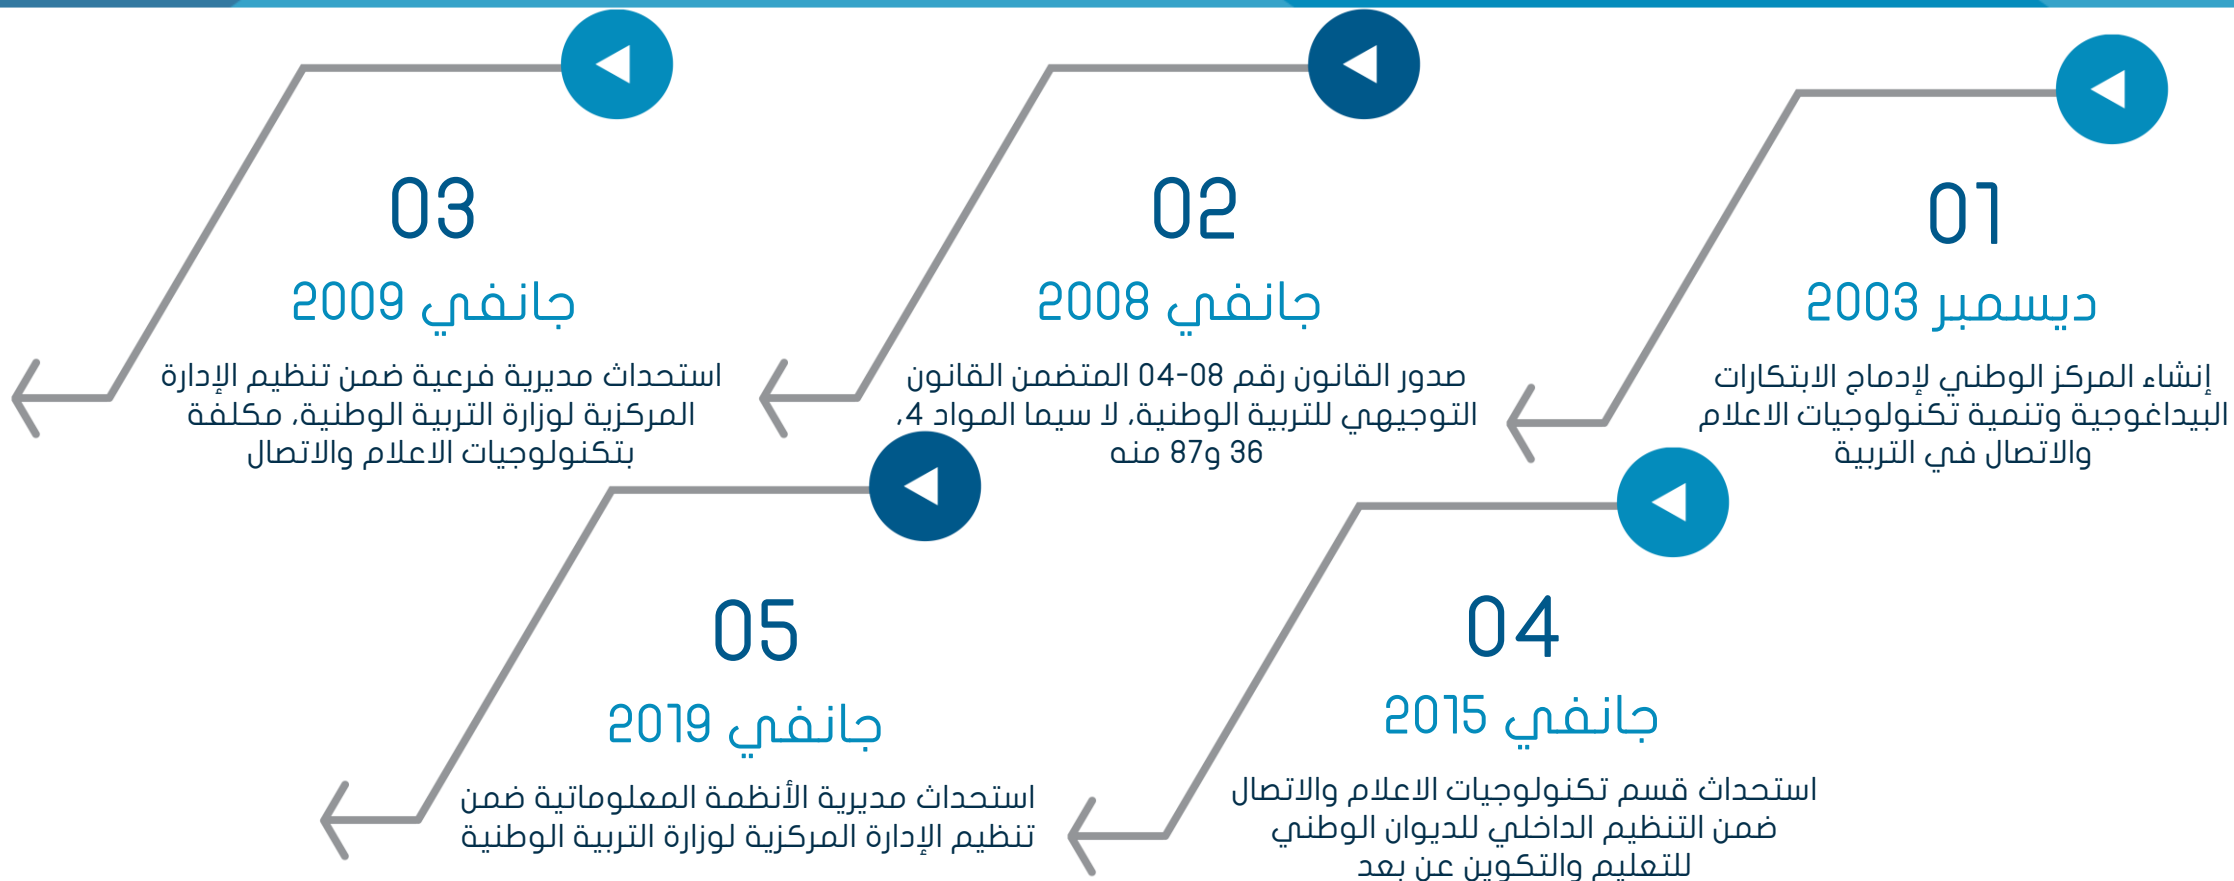 01
ديسمبر 2003
إنشاء المركز الوطني لإدماج الابتكارات
البيداغوجية وتنمية تكنولوجيات الاعلام
والاتصال في التربية
02
جانفي 2008
صدور القانون رقم 08-04 المتضمن القانون
التوجيهي للتربية الوطنية، لا سيما المواد 4،
36 و87 منه
03
جانفي 2009
استحداث مديرية فرعية ضمن تنظيم الإدارة
المركزية لوزارة التربية الوطنية، مكلفة
بتكنولوجيات الاعلام والاتصال
04
جانفي 2015
استحداث قسم تكنولوجيات الاعلام والاتصال
ضمن التنظيم الداخلي للديوان الوطني
للتعليم والتكوين عن بعد
05
جانفي 2019
استحداث مديرية الأنظمة المعلوماتية ضمن
تنظيم الإدارة المركزية لوزارة التربية الوطنية